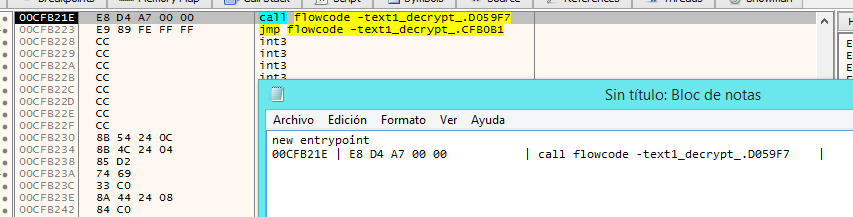 Breakpoints Memory Map Call Stack Script Symbols Source References Threads Snowman
00CFB21E E8 D4 A7 00 00 call flowcode -text1_decrypt_.D059F7
00CFB223 E9 89 FE FF FF jmp flowcode -text1_decrypt_.CFB0B1
00CFB228 CC int3
00CFB229 CC int3
00CFB22A CC int3
00CFB22B CC int3
00CFB22C CC
00CFB22D CC
00CFB22E CC
00CFB22F CC
00CFB230 8B 54 24 0C
00CFB234 8B 4C 24 04
00CFB238 85 D2
00CFB23A 74 69
00CFB23C 33 C0
00CFB23E 8A 44 24 08
00CFB242 84 C0
Sin título: Bloc de notas
Archivo Edición Formato Ver Ayuda
new entrypoint
00CFB21E | E8 D4 A7 00 00 | call flowcode -text1_decrypt_.D059F7 |